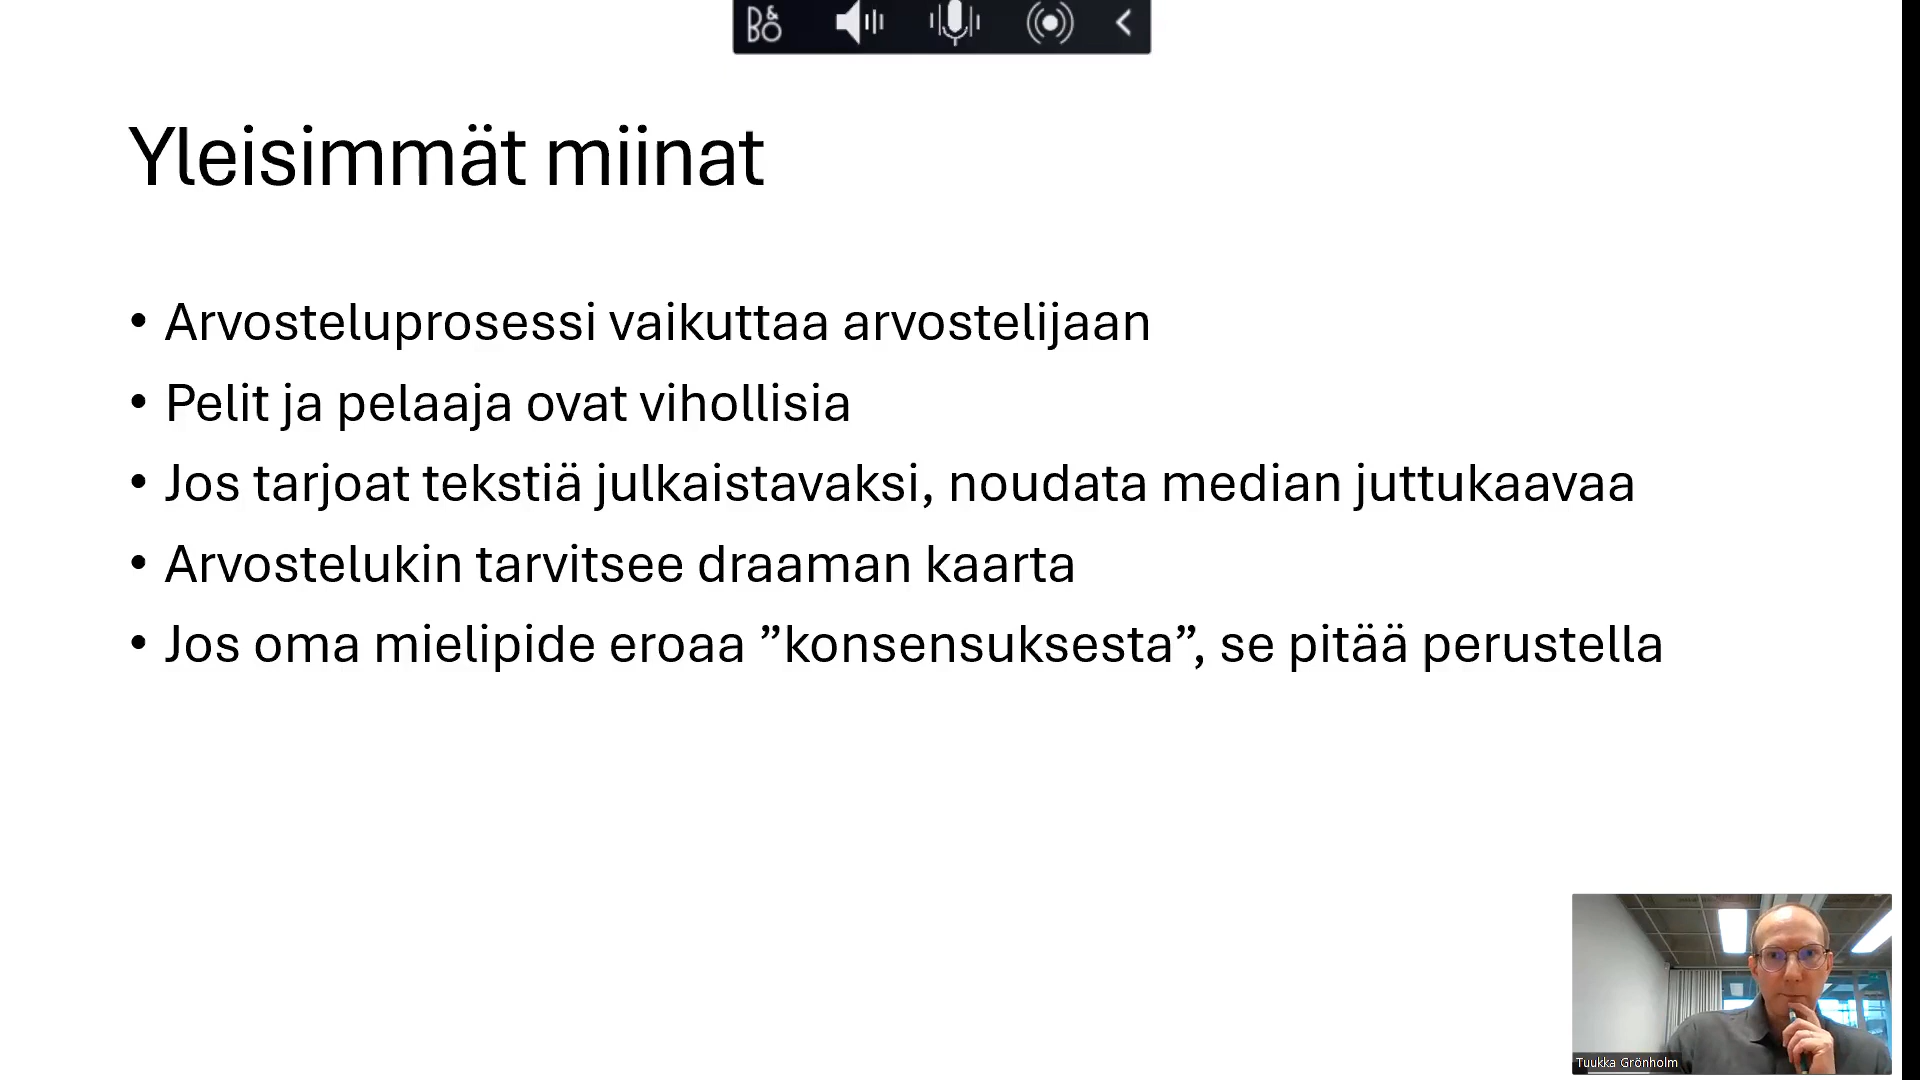 B&O
Yleisimmät miinat
• Arvosteluprosessi vaikuttaa arvostelijaan
• Pelit ja pelaaja ovat vihollisia
• Jos tarjoat tekstiä julkaistavaksi, noudata median juttukaavaa
• Arvostelukin tarvitsee draaman kaarta
• Jos oma mielipide eroaa ”konsensuksesta”, se pitää perustella
Tuukka Grönholm